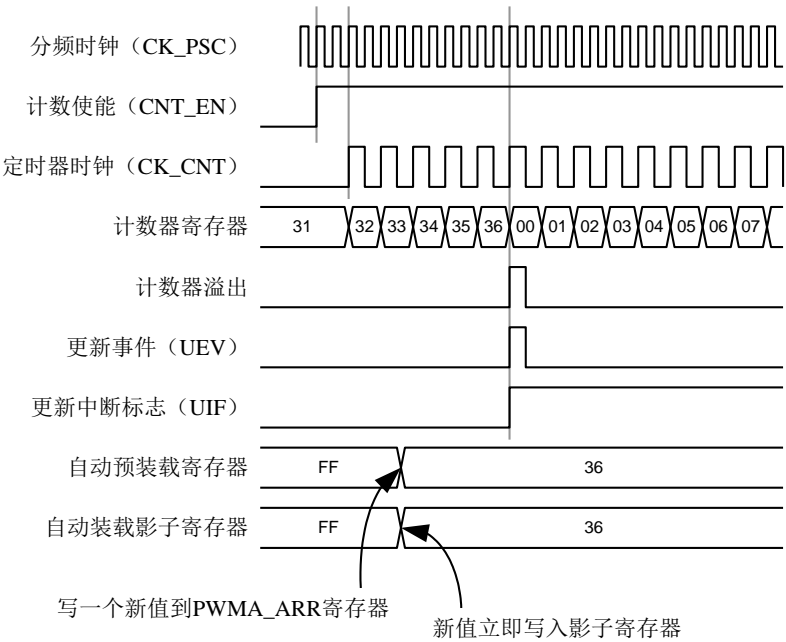 分频时钟（CK_PSC）
计数使能（CNT_EN）
定时器时钟（CK_CNT）
计数器寄存器 31 32 33 34 35 36 00 01 02 03 04 05 06 07
计数器溢出
更新事件（UEV）
更新中断标志（UIF）
自动预装载寄存器 FF 36
自动装载影子寄存器 FF 36
写一个新值到PWMA_ARR寄存器
新值立即写入影子寄存器